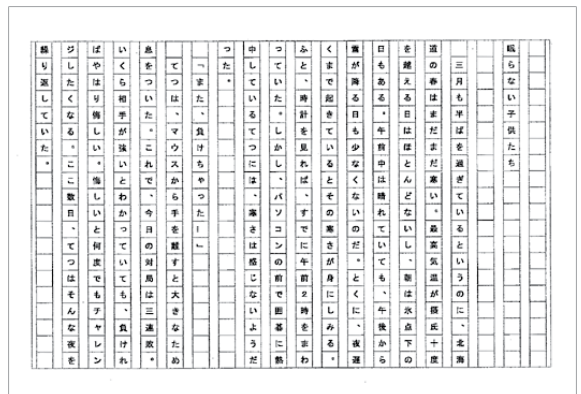 眠らない子供たち
三月も半ばを過ぎているというのに、北海
道の春はまだまだ寒い。最高気温が摂氏十度
を越える日はほとんどないし、朝は氷点下の
日もある。午前中は晴れていても、午後から
雪が降る日も少なくないのだ。とくに、夜遅
くまで起きているとその寒さが身にしみる。
ふと、時計を見れば、すでに午前2時をまわ
っていた。しかし、パソコンの前で囲碁に熱
中しているてつには、寒さは感じないようだ
った。
「また、負けちゃったー」
てつは、マウスから手を離すと大きなため
息をついた。これで、今日の対局は三連敗。
いくら相手が強いとわかっていても、負けれ
ばやはり悔しい。悔しいと何度でもチャレン
ジしたくなる。ここ数日、てつはそんな夜を
繰り返していた。